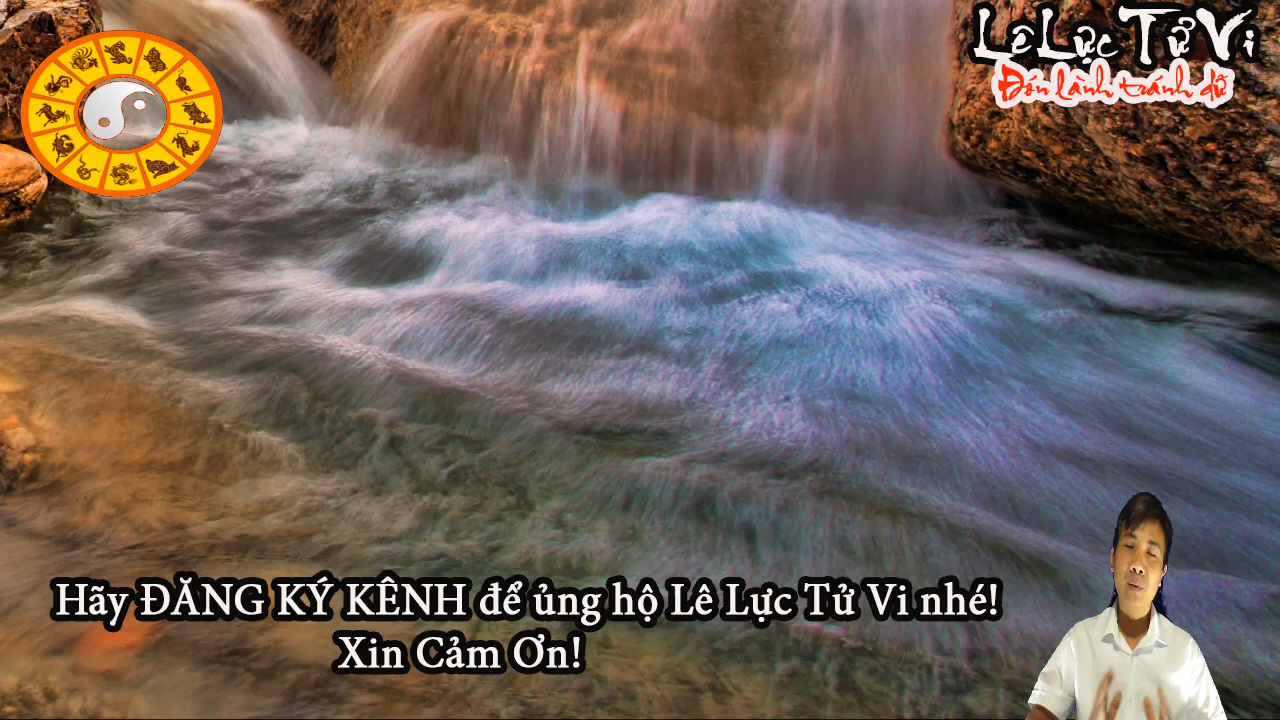 Lê Lực Tử Vi
Đón lành tránh dữ
Hãy ĐĂNG KÝ KÊNH để ủng hộ Lê Lực Tử Vi nhé!
Xin Cảm Ơn!